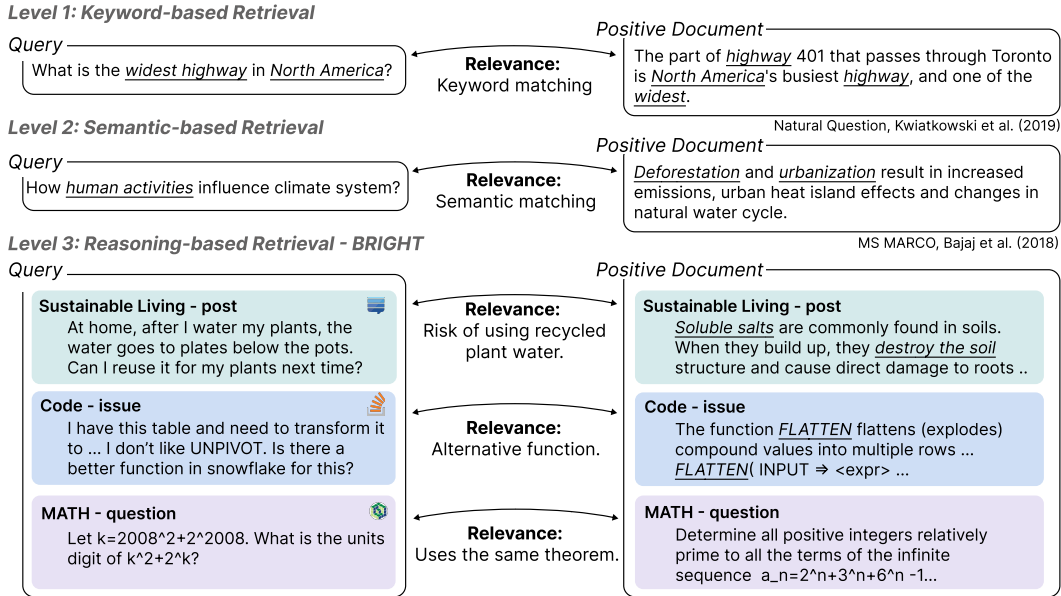 Level 1: Keyword-based Retrieval
Query
What is the widest highway in North America?
Relevance:
Keyword matching
Positive Document
The part of highway 401 that passes through Toronto
is North America's busiest highway, and one of the
widest.
Natural Question, Kwiatkowski et al. (2019)
Level 2: Semantic-based Retrieval
Query
How human activities influence climate system?
Relevance:
Semantic matching
Positive Document
Deforestation and urbanization result in increased
emissions, urban heat island effects and changes in
natural water cycle.
MS MARCO, Bajaj et al. (2018)
Level 3: Reasoning-based Retrieval - BRIGHT
Query
Positive Document
Sustainable Living - post
At home, after I water my plants, the
water goes to plates below the pots.
Can I reuse it for my plants next time?
Relevance:
Risk of using recycled
plant water.
Sustainable Living - post
Soluble salts are commonly found in soils.
When they build up, they destroy the soil
structure and cause direct damage to roots ..
Code - issue
I have this table and need to transform it
to ... I don't like UNPIVOT. Is there a
better function in snowflake for this?
Relevance:
Alternative function.
Code - issue
The function FLATTEN flattens (explodes)
compound values into multiple rows ...
FLATTEN( INPUT ⇒ <expr> ...
MATH - question
Let k=2008^2+2^2008. What is the units
digit of k^2+2^k?
Relevance:
Uses the same theorem.
MATH - question
Determine all positive integers relatively
prime to all the terms of the infinite
sequence a_n=2^n+3^n+6^n -1...